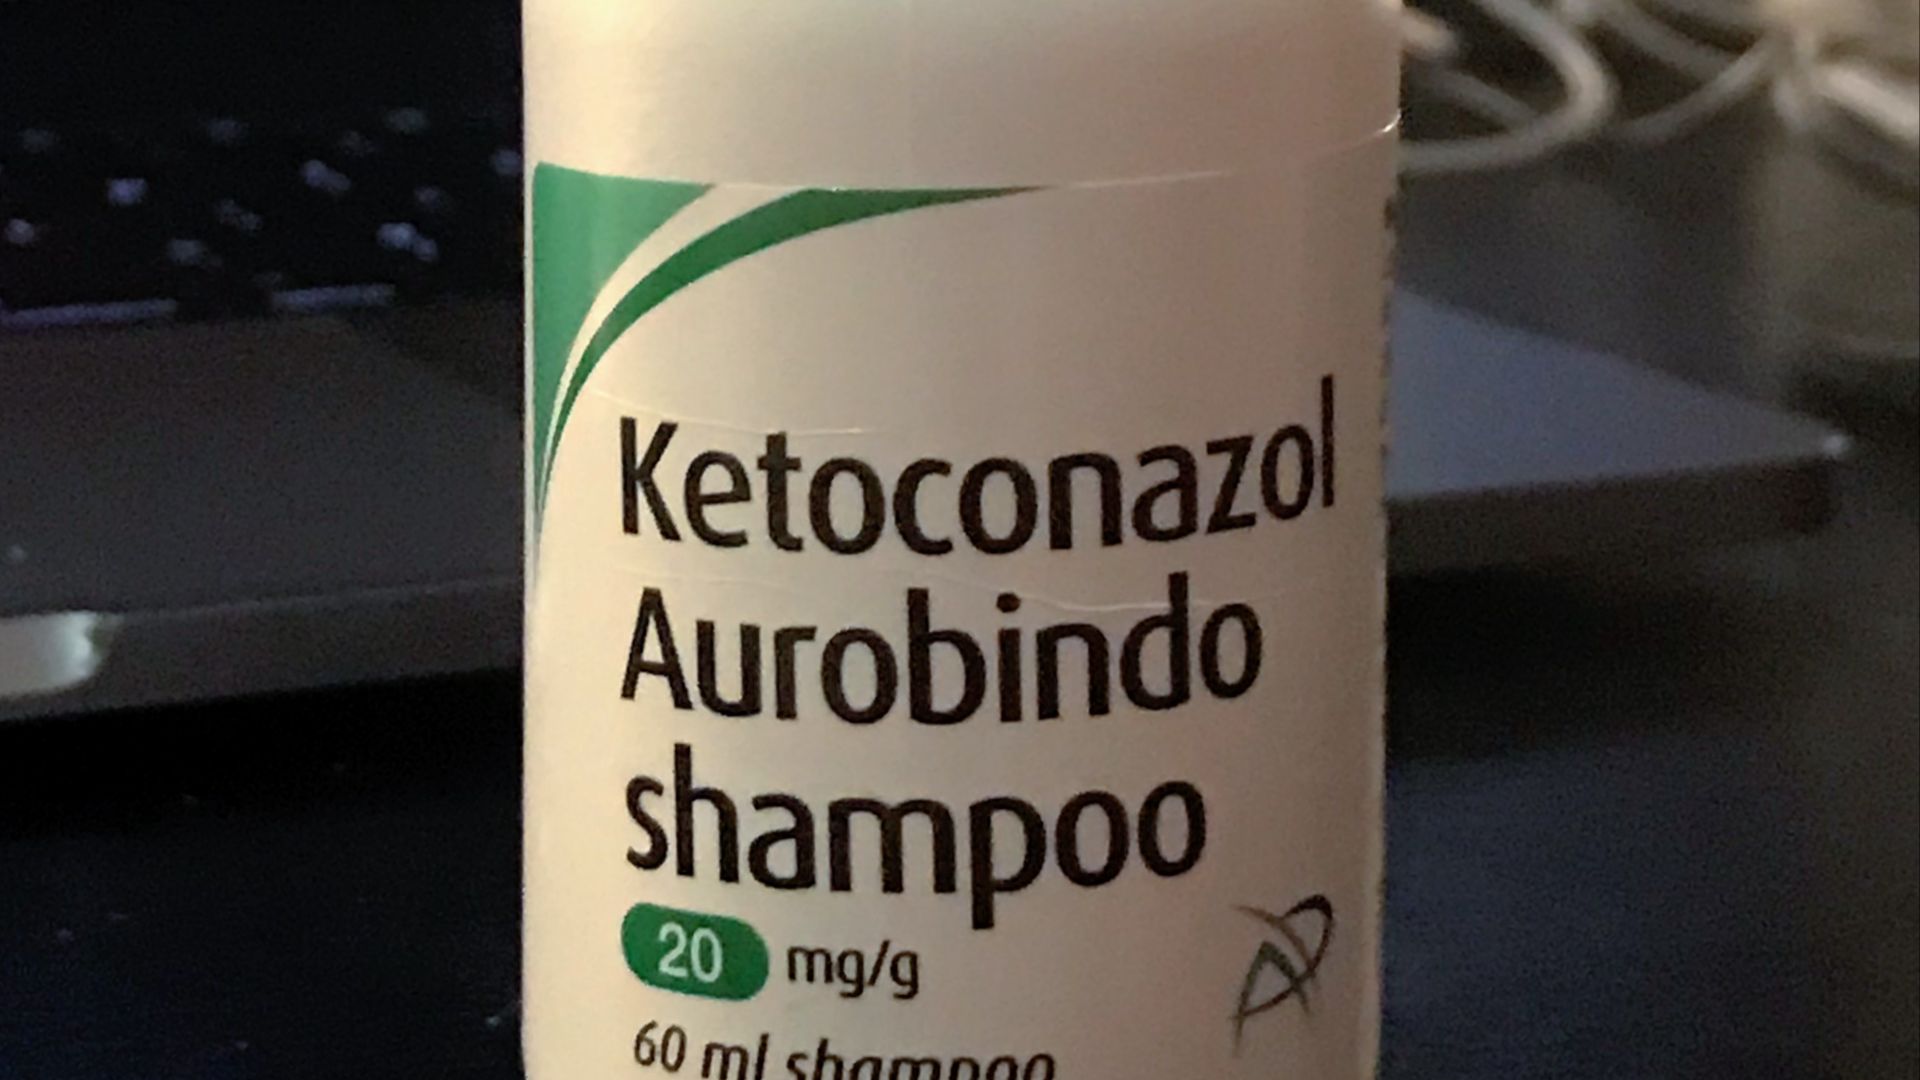 Ketoconazol
Aurobindo
shampoo
20 mg/g
60 ml shampoo